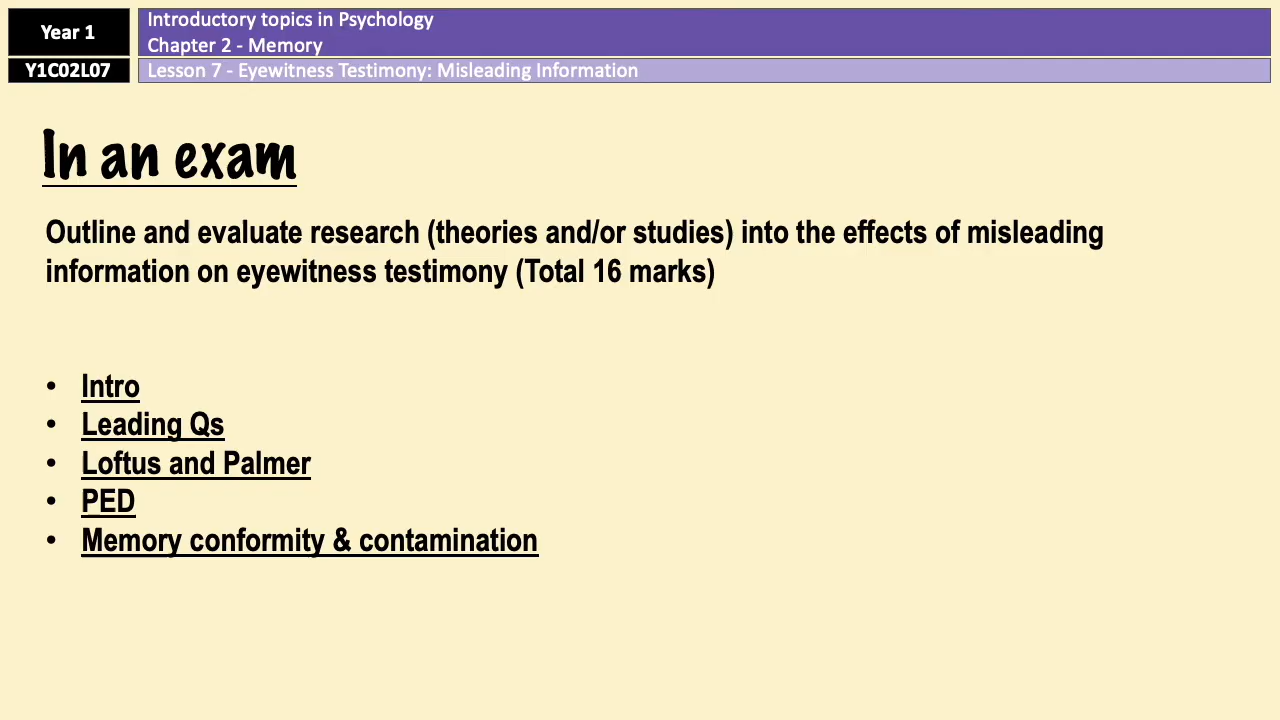 Year 1
Introductory topics in Psychology
Chapter 2 - Memory
Y1C02L07
Lesson 7 - Eyewitness Testimony: Misleading Information
In an exam
Outline and evaluate research (theories and/or studies) into the effects of misleading
information on eyewitness testimony (Total 16 marks)
• Intro
• Leading Qs
• Loftus and Palmer
• PED
• Memory conformity & contamination